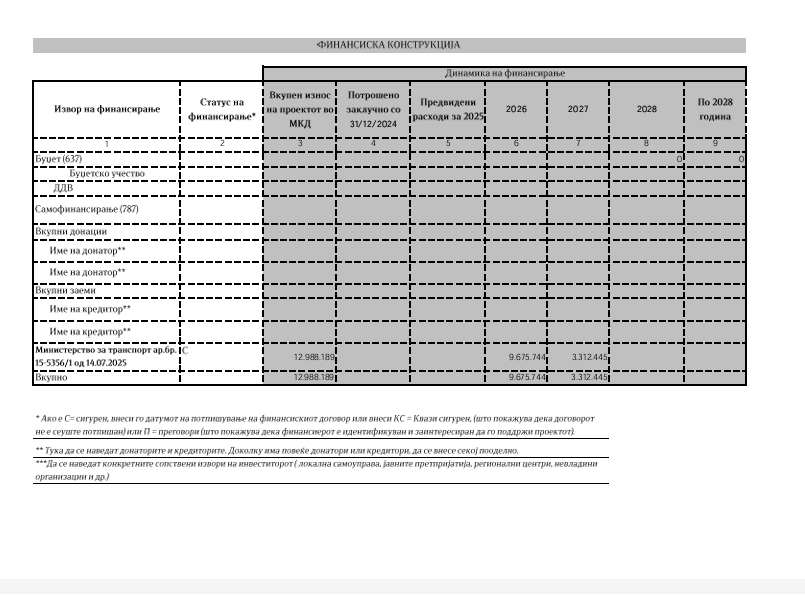 ФИНАНСИСКА КОНСТРУКЦИЈА
Динамика на финансирање
Извор на финансирање Статус на финансирање* Вкупен износ на проектот во МКД Потрошено заклучно со 31/12/2024 Предвидени расходи за 2025 2026 2027 2028 По 2028 година
1 2 3 4 5 6 7 8 9
Буџет (637) 0 0
Буџетско учество
ДДВ
Самофинансирање (787)
Вкупни донации
Име на донатор**
Име на донатор**
Вкупни заеми
Име на кредитор**
Име на кредитор**
Министерство за транспорт ар.бр. С
15-5356/1 од 14.07.2025 12.988.189 9.675.744 3.312.445
Вкупно 12.988.189 9.675.744 3.312.445
* Ако е С= сигурен, внеси го датумот на потпишување на финансискиот договор или внеси КС = Квази сигурен, (што покажува дека договорот
не е сеуште потпишан) или П = преговори (што покажува дека финансиерот е идентификуван и заинтересиран да го поддржи проектот).
** Тука да се наведат донаторите и кредиторите. Доколку има повеќе донатори или кредитори, да се внесе секој пооделно.
***Да се наведат конкретните сопствени извори на инвеститорот ( локална самоуправа, јавните претпријатија, регионални центри, невладини
организации и др.)